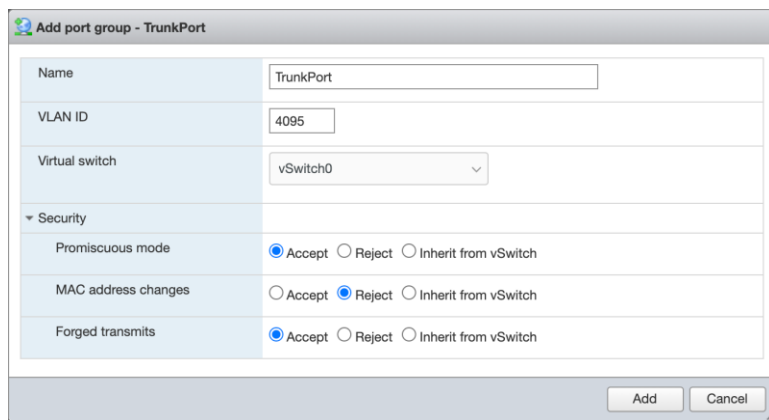 Add port group - TrunkPort
Name TrunkPort
VLAN ID 4095
Virtual switch vSwitch0
Security
Promiscuous mode Accept Reject Inherit from vSwitch
MAC address changes Accept Reject Inherit from vSwitch
Forged transmits Accept Reject Inherit from vSwitch
Add Cancel